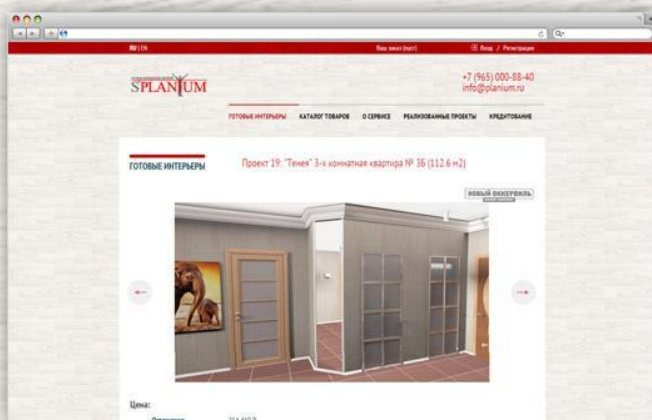 RU | EN
Ваш заказ (пуст)
Вход / Регистрация
SPLANIUM
+7 (965) 000-88-40
info@planium.ru
ГОТОВЫЕ ИНТЕРЬЕРЫ КАТАЛОГ ТОВАРОВ О СЕРВИСЕ РЕАЛИЗОВАННЫЕ ПРОЕКТЫ КРЕДИТОВАНИЕ
ГОТОВЫЕ ИНТЕРЬЕРЫ
Проект 19: "Тенея" 3-к комнатная квартира № 3Б (112.6 м2)
НОВЫЙ ОККЕРВИЛЬ
Цена: